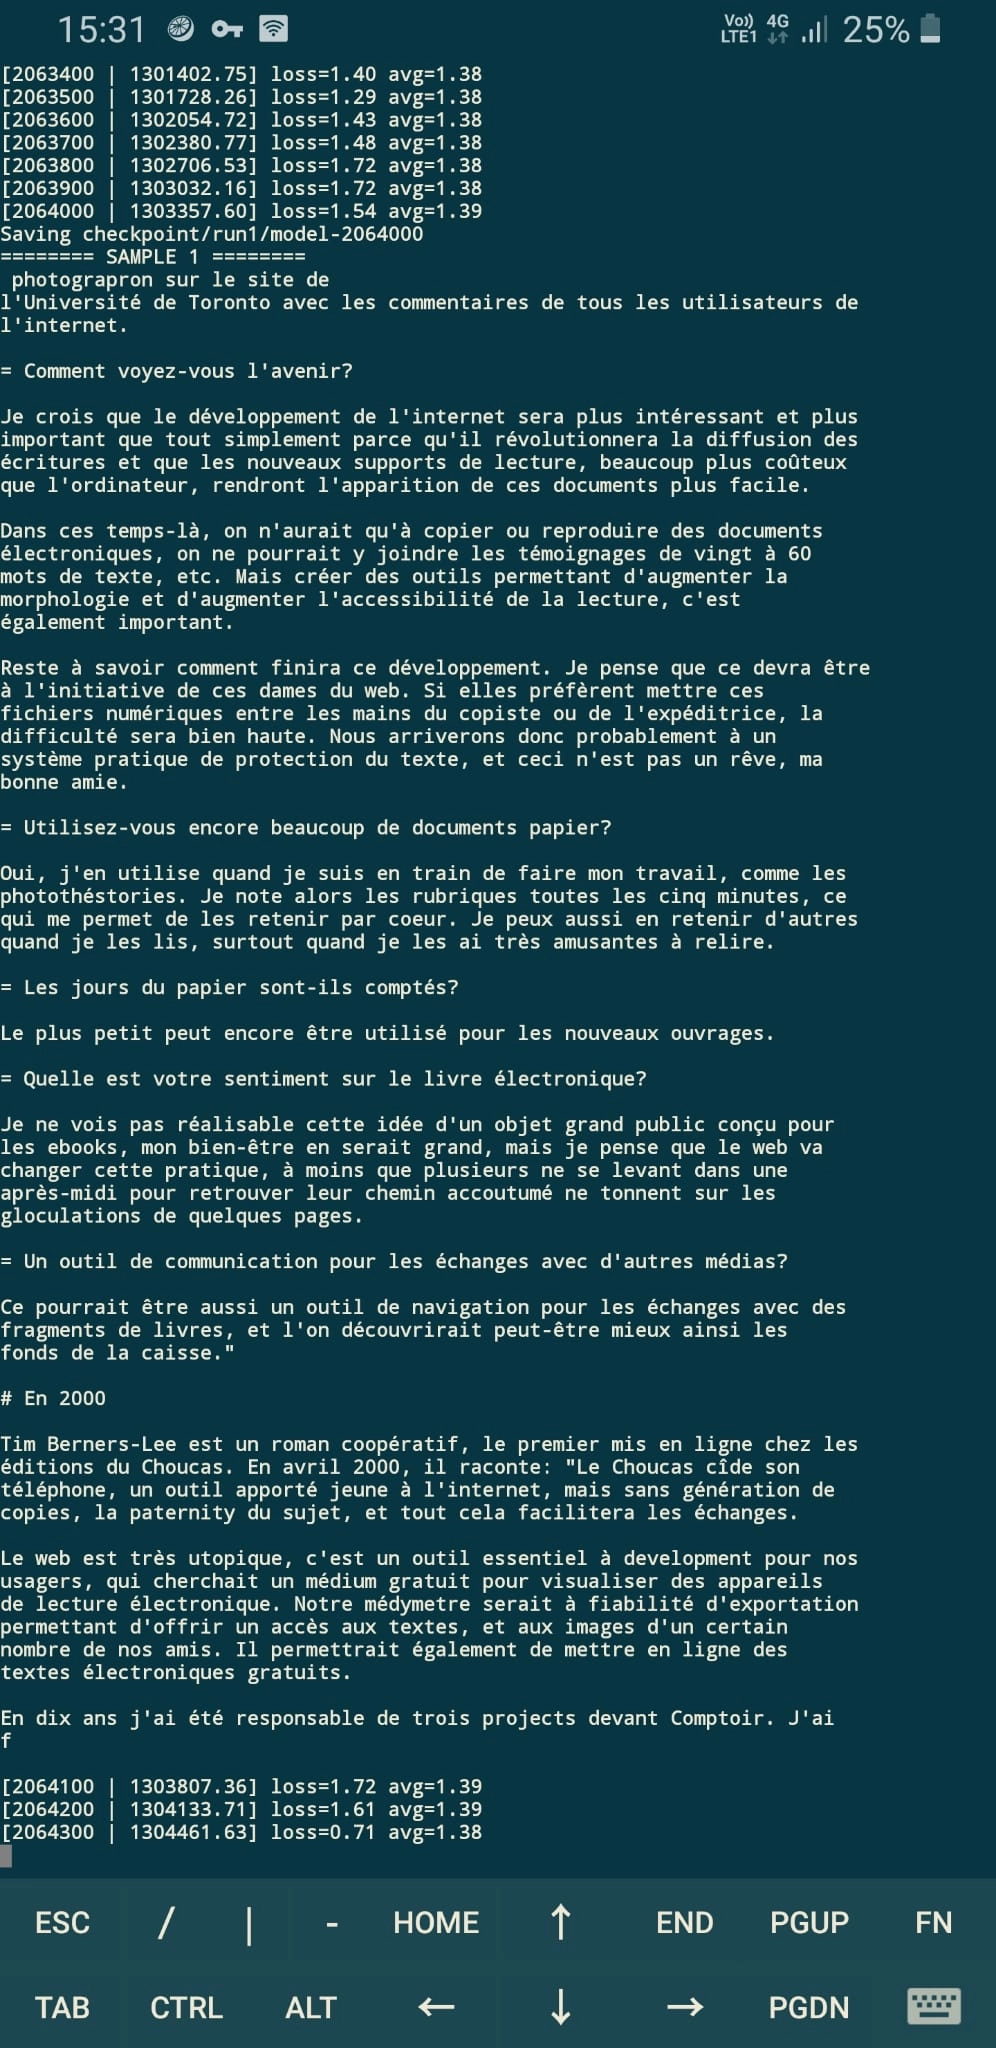 15:31 Vo)) LTE1 4G 25%
[2063400 | 1301402.75] loss=1.40 avg=1.38
[2063500 | 1301728.26] loss=1.29 avg=1.38
[2063600 | 1302054.72] loss=1.43 avg=1.38
[2063700 | 1302380.77] loss=1.48 avg=1.38
[2063800 | 1302706.53] loss=1.72 avg=1.38
[2063900 | 1303032.16] loss=1.72 avg=1.38
[2064000 | 1303357.60] loss=1.54 avg=1.39
Saving checkpoint/run1/model-2064000
======== SAMPLE 1 ========
photograpron sur le site de
l'Université de Toronto avec les commentaires de tous les utilisateurs de
l'internet.
= Comment voyez-vous l'avenir?
Je crois que le développement de l'internet sera plus intéressant et plus
important que tout simplement parce qu'il révolutionnera la diffusion des
écritures et que les nouveaux supports de lecture, beaucoup plus coûteux
que l'ordinateur, rendront l'apparition de ces documents plus facile.
Dans ces temps-là, on n'aurait qu'à copier ou reproduire des documents
électroniques, on ne pourrait y joindre les témoignages de vingt à 60
mots de texte, etc. Mais créer des outils permettant d'augmenter la
morphologie et d'augmenter l'accessibilité de la lecture, c'est
également important.
Reste à savoir comment finira ce développement. Je pense que ce devra être
à l'initiative de ces dames du web. Si elles préfèrent mettre ces
fichiers numériques entre les mains du copiste ou de l'expéditrice, la
difficulté sera bien haute. Nous arriverons donc probablement à un
système pratique de protection du texte, et ceci n'est pas un rêve, ma
bonne amie.
= Utilisez-vous encore beaucoup de documents papier?
Oui, j'en utilise quand je suis en train de faire mon travail, comme les
photothéstories. Je note alors les rubriques toutes les cinq minutes, ce
qui me permet de les retenir par coeur. Je peux aussi en retenir d'autres
quand je les lis, surtout quand je les ai très amusantes à relire.
= Les jours du papier sont-ils comptés?
Le plus petit peut encore être utilisé pour les nouveaux ouvrages.
= Quelle est votre sentiment sur le livre électronique?
Je ne vois pas réalisable cette idée d'un objet grand public conçu pour
les ebooks, mon bien-être en serait grand, mais je pense que le web va
changer cette pratique, à moins que plusieurs ne se levant dans une
après-midi pour retrouver leur chemin accoutumé ne tonnent sur les
gloculations de quelques pages.
= Un outil de communication pour les échanges avec d'autres médias?
Ce pourrait être aussi un outil de navigation pour les échanges avec des
fragments de livres, et l'on découvrirait peut-être mieux ainsi les
fonds de la caisse."
# En 2000
Tim Berners-Lee est un roman coopératif, le premier mis en ligne chez les
éditions du Choucas. En avril 2000, il raconte: "Le Choucas cîde son
téléphone, un outil apporté jeune à l'internet, mais sans génération de
copies, la paternity du sujet, et tout cela facilitera les échanges.
Le web est très utopique, c'est un outil essentiel à development pour nos
usagers, qui cherchait un médium gratuit pour visualiser des appareils
de lecture électronique. Notre médymetre serait à fiabilité d'exportation
permettant d'offrir un accès aux textes, et aux images d'un certain
nombre de nos amis. Il permettrait également de mettre en ligne des
textes électroniques gratuits.
En dix ans j'ai été responsable de trois projects devant Comptoir. J'ai
f
[2064100 | 1303807.36] loss=1.72 avg=1.39
[2064200 | 1304133.71] loss=1.61 avg=1.39
[2064300 | 1304461.63] loss=0.71 avg=1.38
ESC / | - HOME ↑ END PGUP FN
TAB CTRL ALT ← ↓ → PGDN